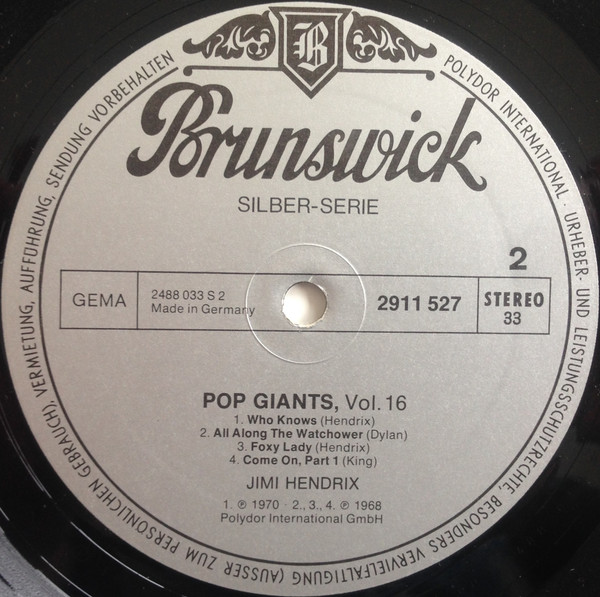 B
Brunswick
SILBER-SERIE
2
GEMA
2488 033 S 2
Made in Germany
2911 527
STEREO
33
POP GIANTS, Vol. 16
1. Who Knows (Hendrix)
2. All Along The Watchower (Dylan)
3. Foxy Lady (Hendrix)
4. Come On, Part 1 (King)
JIMI HENDRIX
1. ℗ 1970 · 2., 3., 4. ℗ 1968
Polydor International GmbH
POLYDOR INTERNATIONAL · URHEBER- UND LEISTUNGSSCHUTZRECHTE, BESONDERS VERVIELFÄLTIGUNG (AUSSER ZUM PERSÖNLICHEN GEBRAUCH), VERMIETUNG, AUFFÜHRUNG, SENDUNG VORBEHALTEN